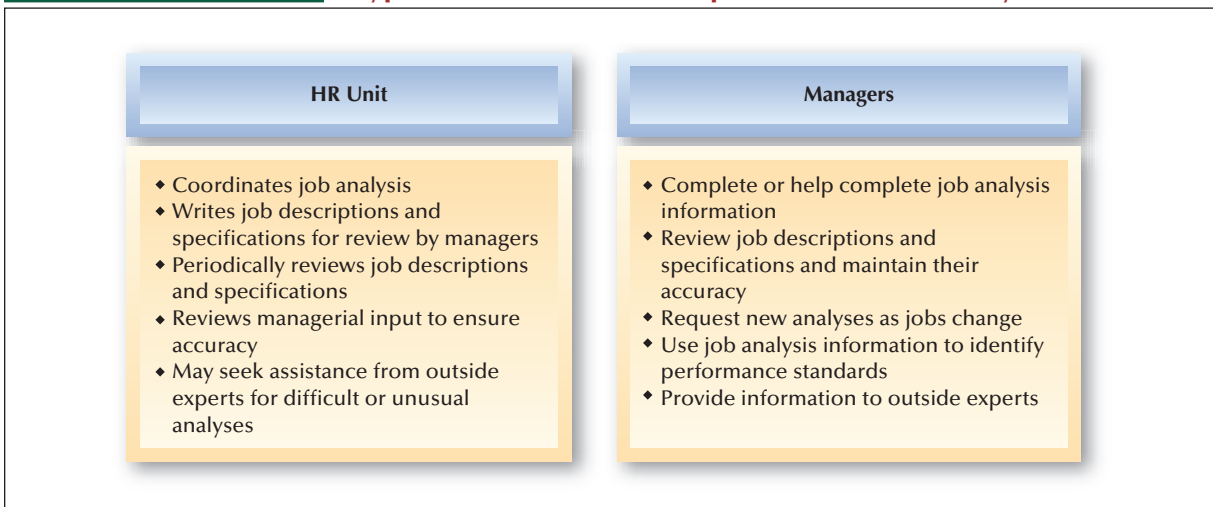 HR Unit
◆ Coordinates job analysis
◆ Writes job descriptions and
specifications for review by managers
◆ Periodically reviews job descriptions
and specifications
◆ Reviews managerial input to ensure
accuracy
◆ May seek assistance from outside
experts for difficult or unusual
analyses
Managers
◆ Complete or help complete job analysis
information
◆ Review job descriptions and
specifications and maintain their
accuracy
◆ Request new analyses as jobs change
◆ Use job analysis information to identify
performance standards
◆ Provide information to outside experts